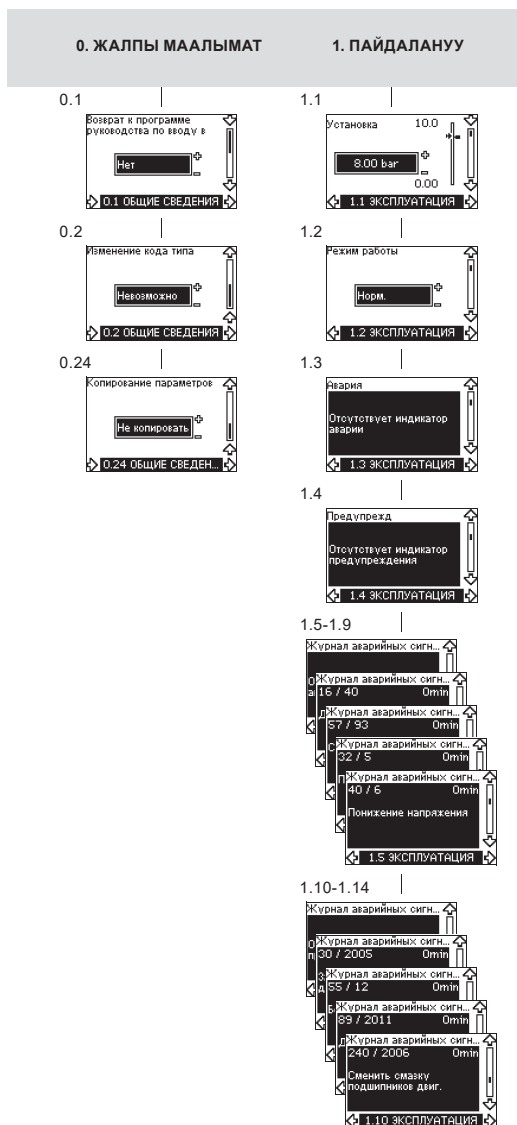 0. ЖАЛПЫ МААЛЫМАТ
0.1
Возврат к программе
руководства по вводу в
Нет
0.1 ОБЩИЕ СВЕДЕНИЯ
0.2
Изменение кода типа
Невозможно
0.2 ОБЩИЕ СВЕДЕНИЯ
0.24
Копирование параметров
Не копировать
0.24 ОБЩИЕ СВЕДЕН...
1. ПАЙДАЛАНУУ
1.1
Установка
10.0
8.00 bar
0.00
1.1 ЭКСПЛУАТАЦИЯ
1.2
Режим работы
Норм.
1.2 ЭКСПЛУАТАЦИЯ
1.3
Авария
Отсутствует индикатор
аварии
1.3 ЭКСПЛУАТАЦИЯ
1.4
Предупрежд
Отсутствует индикатор
предупреждения
1.4 ЭКСПЛУАТАЦИЯ
1.5-1.9
Журнал аварийных сигн...
Журнал аварийных сигн...
16 / 40 0min
Журнал аварийных сигн...
57 / 93 0min
Журнал аварийных сигн...
32 / 5 0min
Журнал аварийных сигн...
40 / 6 0min
Понижение напряжения
1.5 ЭКСПЛУАТАЦИЯ
1.10-1.14
Журнал аварийных сигн...
Журнал аварийных сигн...
30 / 2005 0min
Журнал аварийных сигн...
55 / 12 0min
Журнал аварийных сигн...
89 / 2011 0min
Журнал аварийных сигн...
240 / 2006 0min
Сменить смазку
подшипников двиг.
1.10 ЭКСПЛУАТАЦИЯ